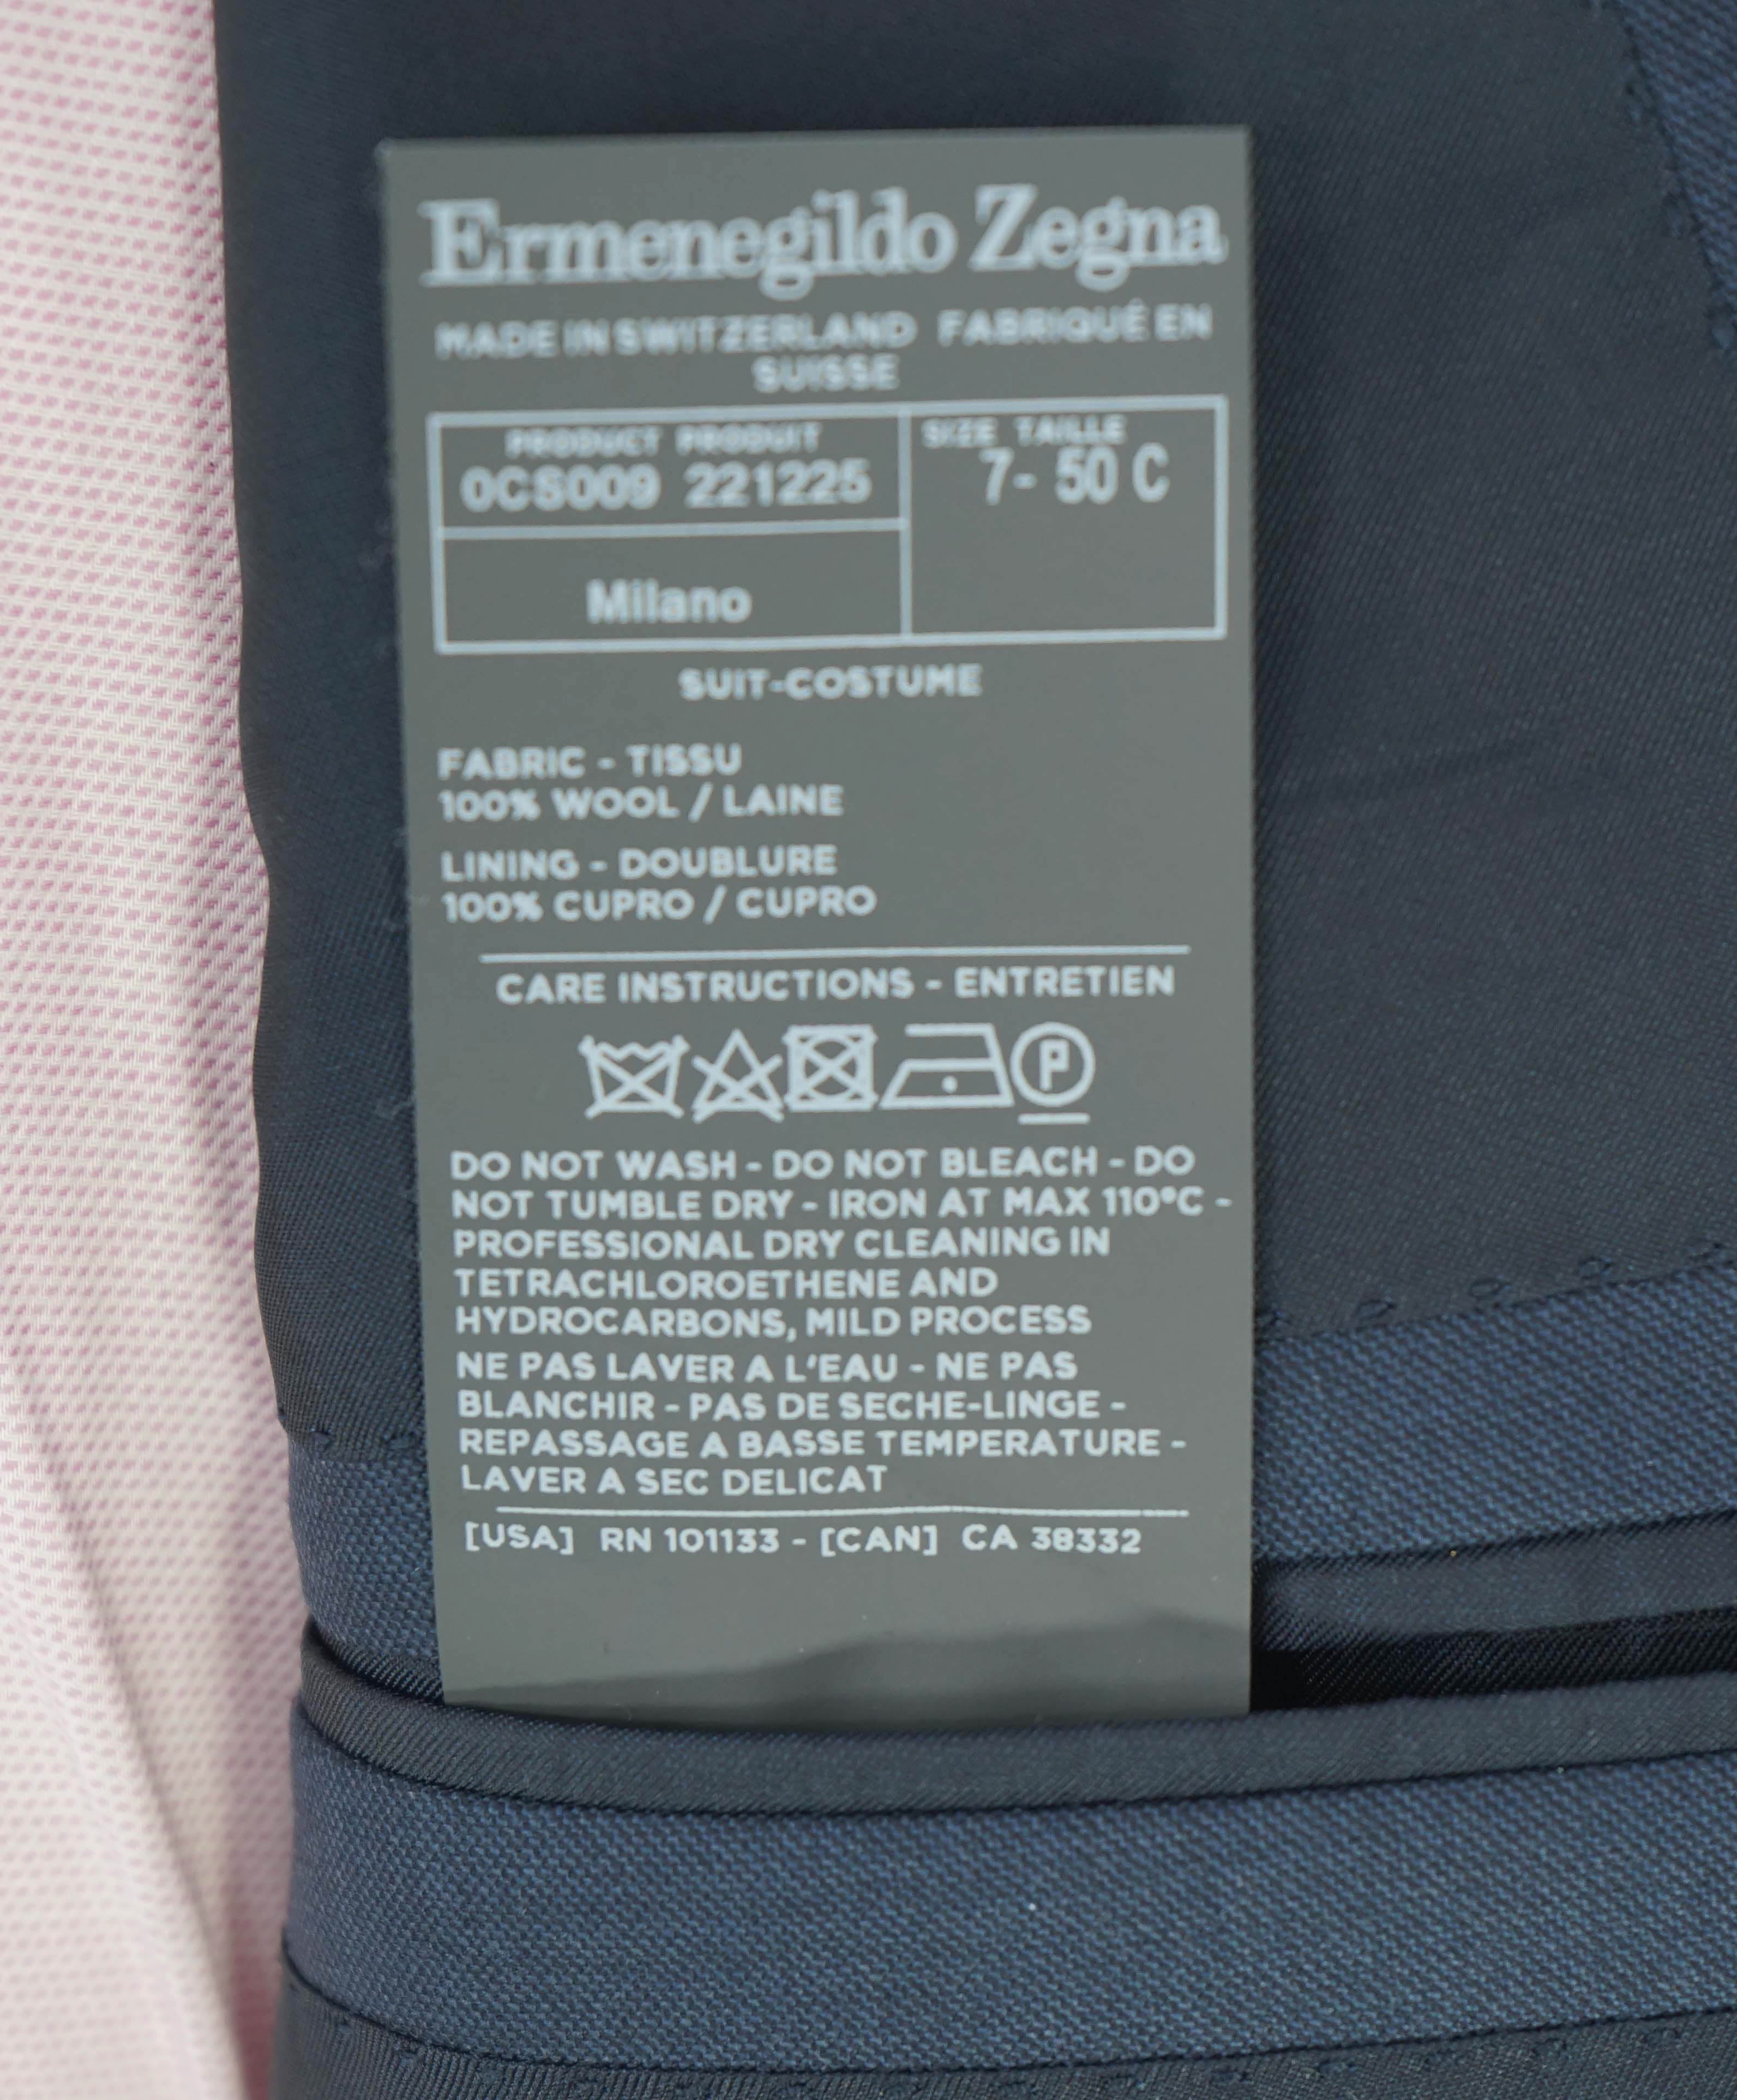 Ermenegildo Zegna
MADE IN SWITZERLAND FABRIQUÉ EN
SUISSE
PRODUCT PRODUIT
0CS009 221225
SIZE TAILLE
7- 50 C
Milano
SUIT-COSTUME
FABRIC - TISSU
100% WOOL / LAINE
LINING - DOUBLURE
100% CUPRO / CUPRO
CARE INSTRUCTIONS - ENTRETIEN
P
DO NOT WASH - DO NOT BLEACH - DO
NOT TUMBLE DRY - IRON AT MAX 110°C -
PROFESSIONAL DRY CLEANING IN
TETRACHLOROETHENE AND
HYDROCARBONS, MILD PROCESS
NE PAS LAVER A L'EAU - NE PAS
BLANCHIR - PAS DE SECHE-LINGE -
REPASSAGE A BASSE TEMPERATURE -
LAVER A SEC DELICAT
[USA] RN 101133 - [CAN] CA 38332